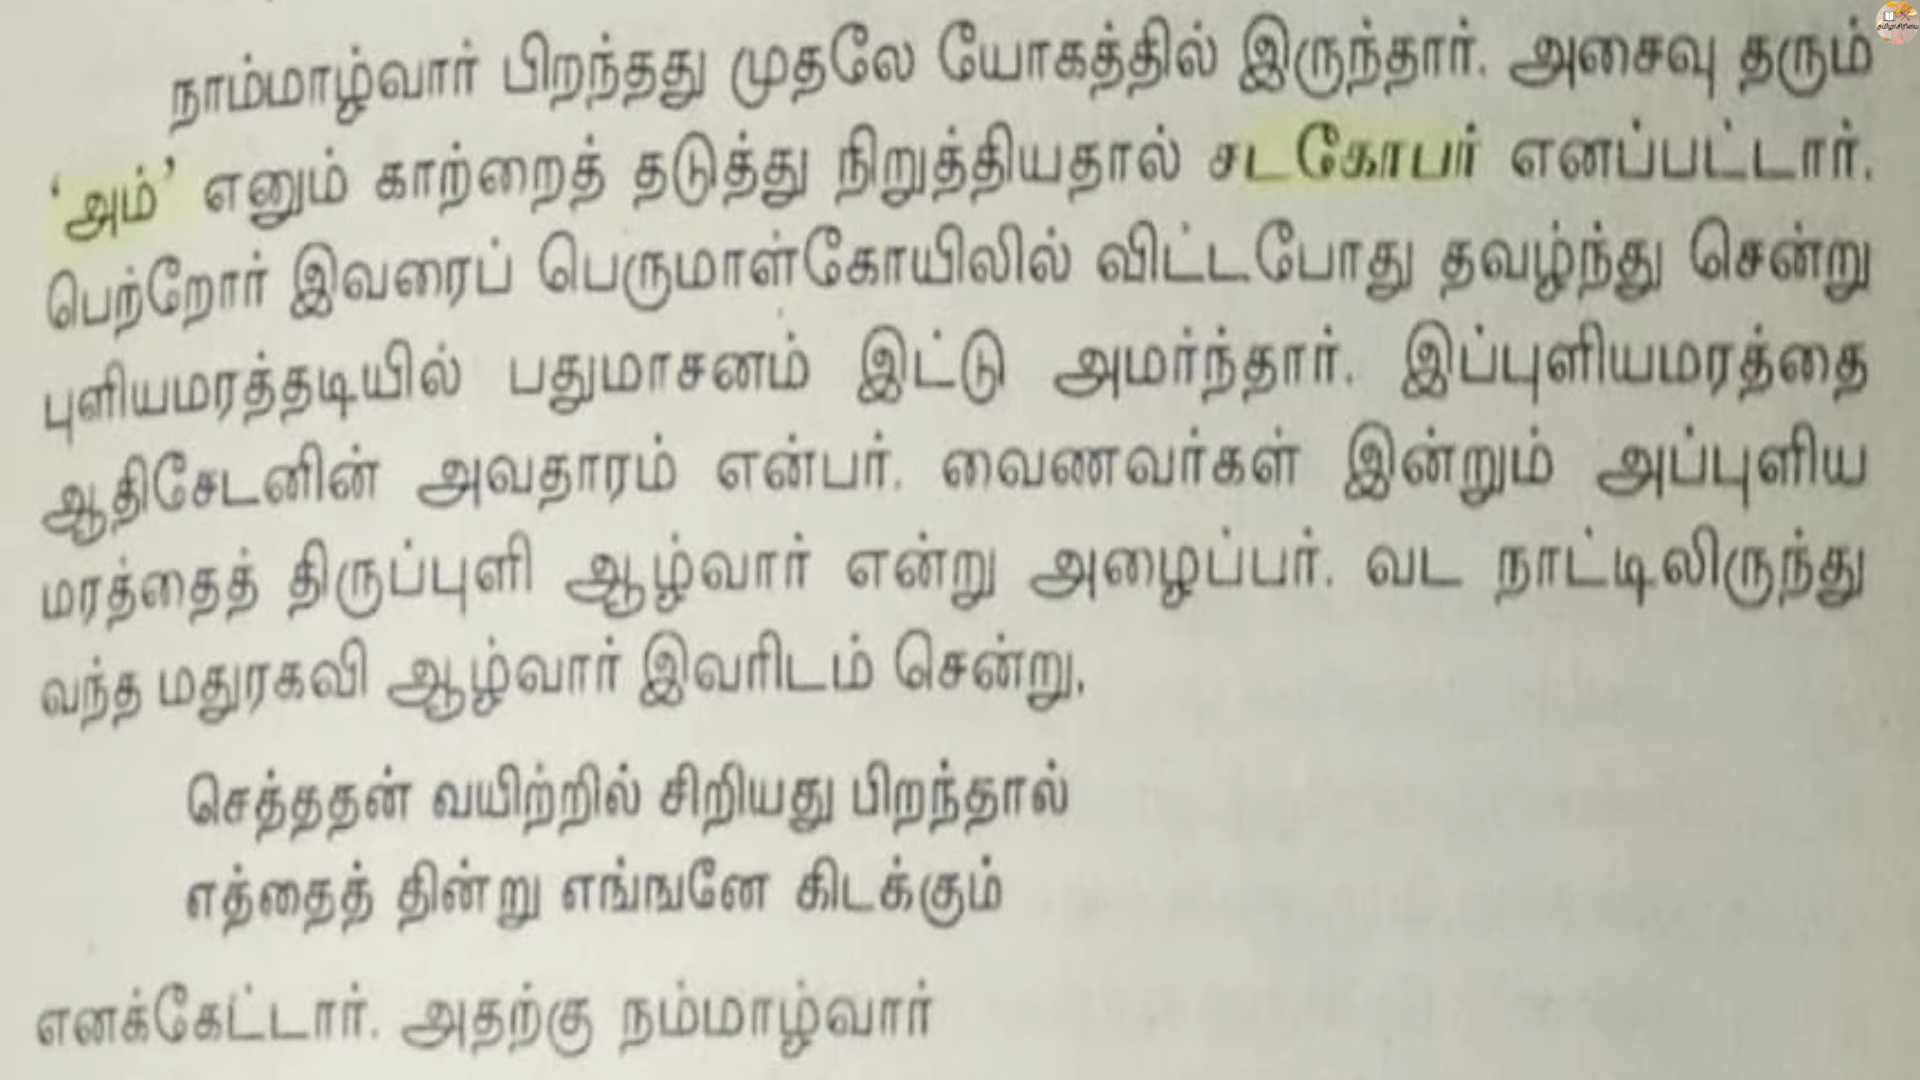 நாம்மாழ்வார் பிறந்தது முதலே யோகத்தில் இருந்தார். அசைவு தரும்
‘அம்’ எனும் காற்றைத் தடுத்து நிறுத்தியதால் சடகோபர் எனப்பட்டார்.
பெற்றோர் இவரைப் பெருமாள்கோயிலில் விட்டபோது தவழ்ந்து சென்று
புளியமரத்தடியில் பதுமாசனம் இட்டு அமர்ந்தார். இப்புளியமரத்தை
ஆதிசேடனின் அவதாரம் என்பர். வைணவர்கள் இன்றும் அப்புளிய
மரத்தைத் திருப்புளி ஆழ்வார் என்று அழைப்பர். வட நாட்டிலிருந்து
வந்த மதுரகவி ஆழ்வார் இவரிடம் சென்று,
செத்ததன் வயிற்றில் சிறியது பிறந்தால்
எத்தைத் தின்று எங்ஙனே கிடக்கும்
எனக்கேட்டார். அதற்கு நம்மாழ்வார்